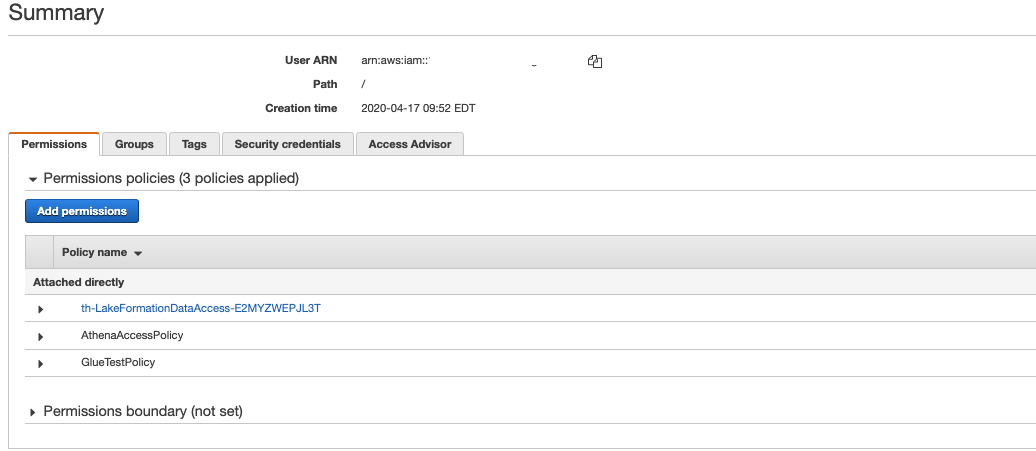 Summary
User ARN arn:aws:iam::
Path /
Creation time 2020-04-17 09:52 EDT
Permissions Groups Tags Security credentials Access Advisor
Permissions policies (3 policies applied)
Add permissions
Policy name
Attached directly
th-LakeFormationDataAccess-E2MYZWEPJL3T
AthenaAccessPolicy
GlueTestPolicy
Permissions boundary (not set)